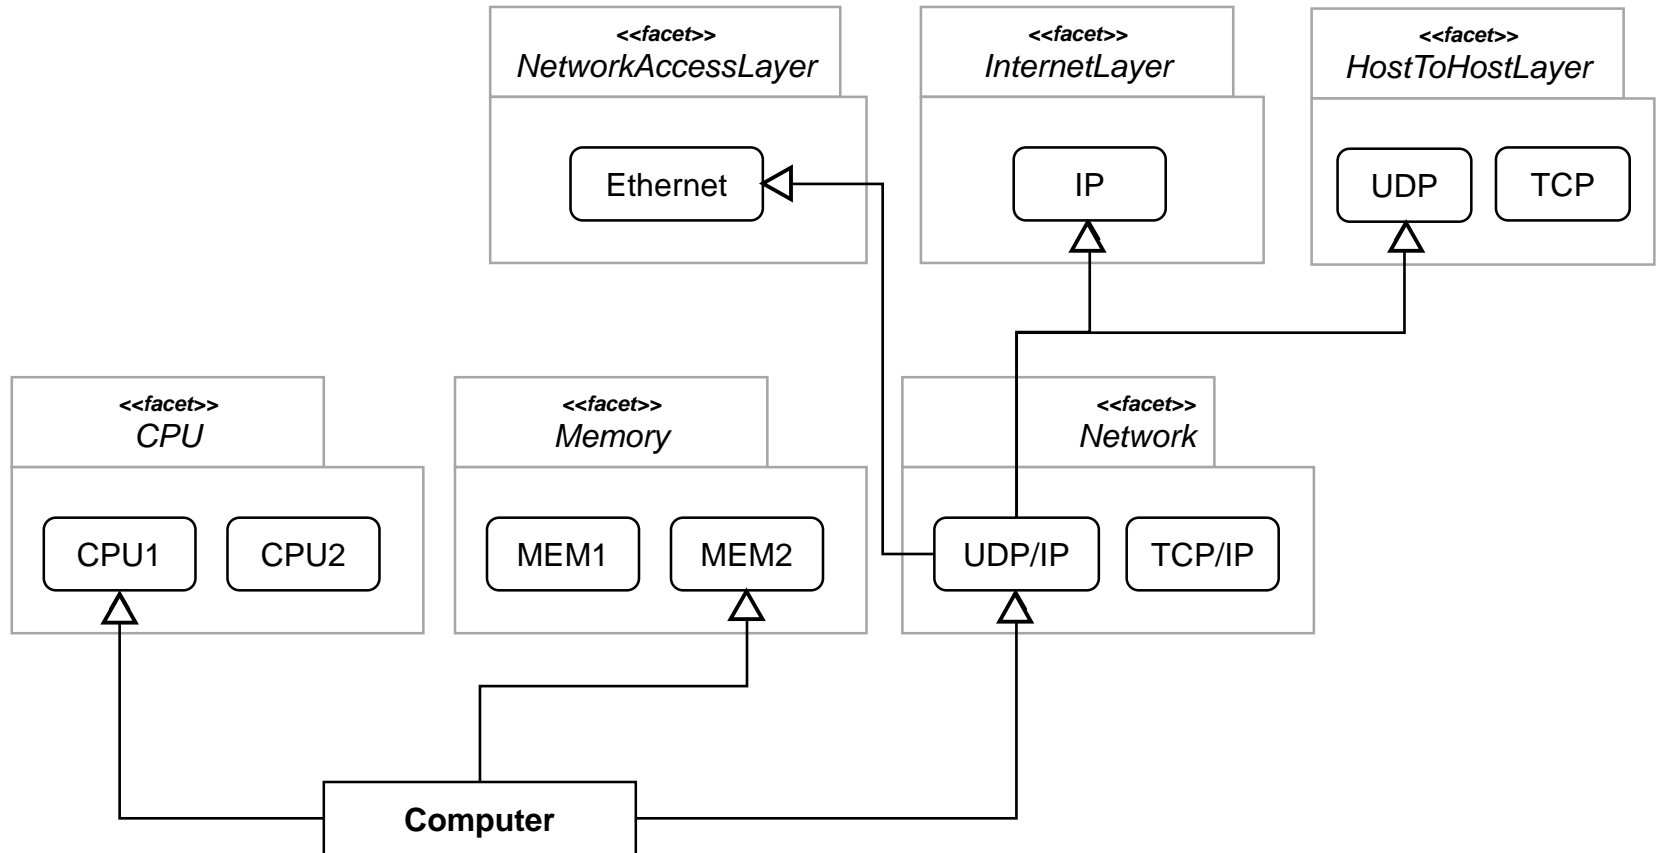 <<facet>>
NetworkAccessLayer
Ethernet
<<facet>>
InternetLayer
IP
<<facet>>
HostToHostLayer
UDP
TCP
<<facet>>
CPU
CPU1
CPU2
<<facet>>
Memory
MEM1
MEM2
<<facet>>
Network
UDP/IP
TCP/IP
Computer